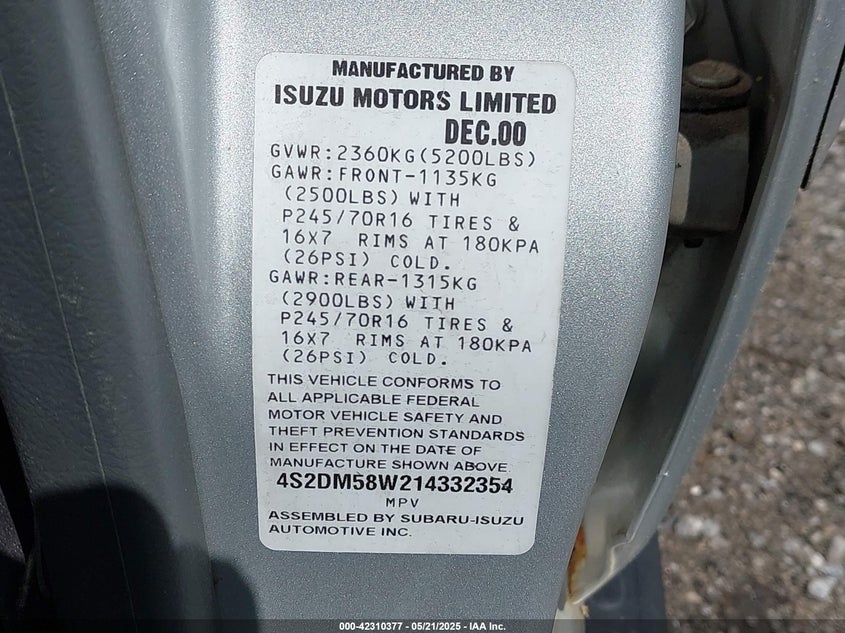 MANUFACTURED BY
ISUZU MOTORS LIMITED
DEC.00
GVWR:2360KG(5200LBS)
GAWR:FRONT-1135KG
(2500LBS) WITH
P245/70R16 TIRES &
16X7 RIMS AT 180KPA
(26PSI) COLD.
GAWR:REAR-1315KG
(2900LBS) WITH
P245/70R16 TIRES &
16X7 RIMS AT 180KPA
(26PSI) COLD.
THIS VEHICLE CONFORMS TO
ALL APPLICABLE FEDERAL
MOTOR VEHICLE SAFETY AND
THEFT PREVENTION STANDARDS
IN EFFECT ON THE DATE OF
MANUFACTURE SHOWN ABOVE.
4S2DM58W214332354
MPV
ASSEMBLED BY SUBARU-ISUZU
AUTOMOTIVE INC.
000-42310377 - 05/21/2025 - IAA Inc.